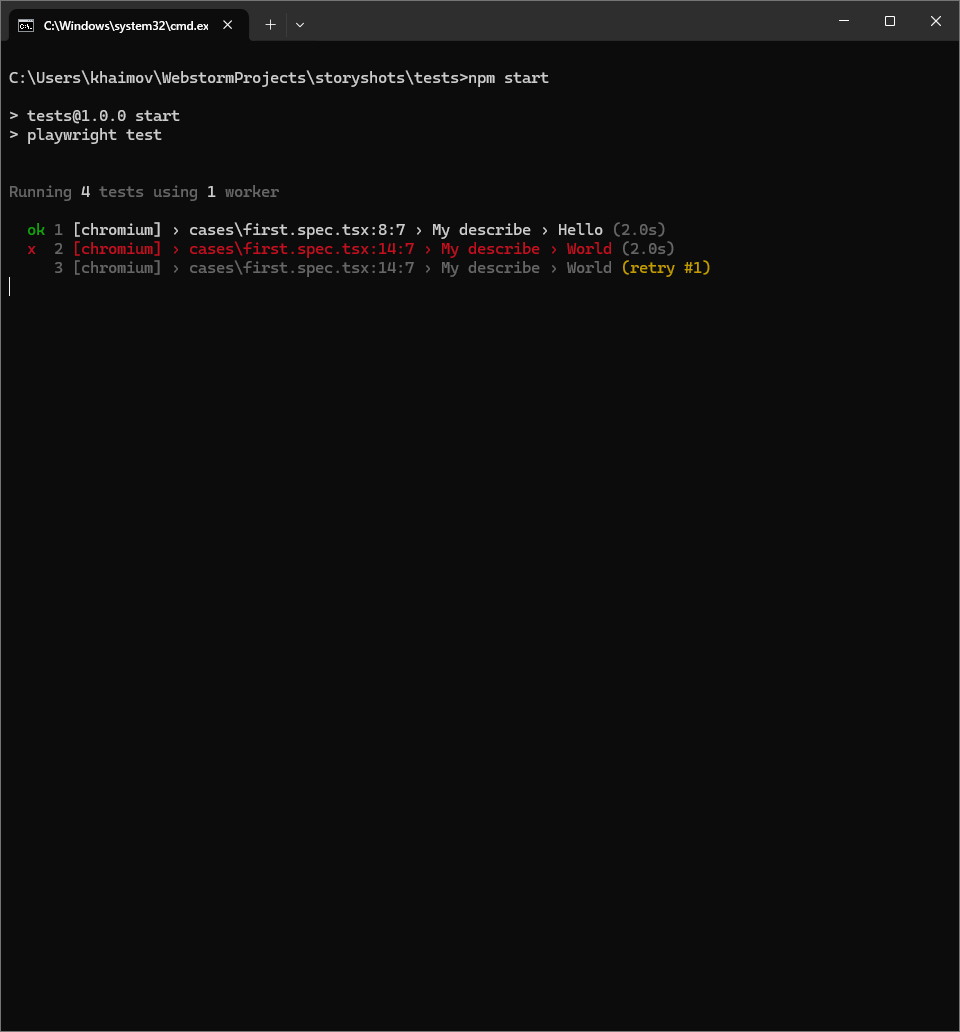 C:\Windows\system32\cmd.ex
C:\Users\khaimov\WebstormProjects\storyshots\tests>npm start
> tests@1.0.0 start
> playwright test
Running 4 tests using 1 worker
ok 1 [chromium] › cases\first.spec.tsx:8:7 › My describe › Hello (2.0s)
x 2 [chromium] › cases\first.spec.tsx:14:7 › My describe › World (2.0s)
3 [chromium] › cases\first.spec.tsx:14:7 › My describe › World (retry #1)